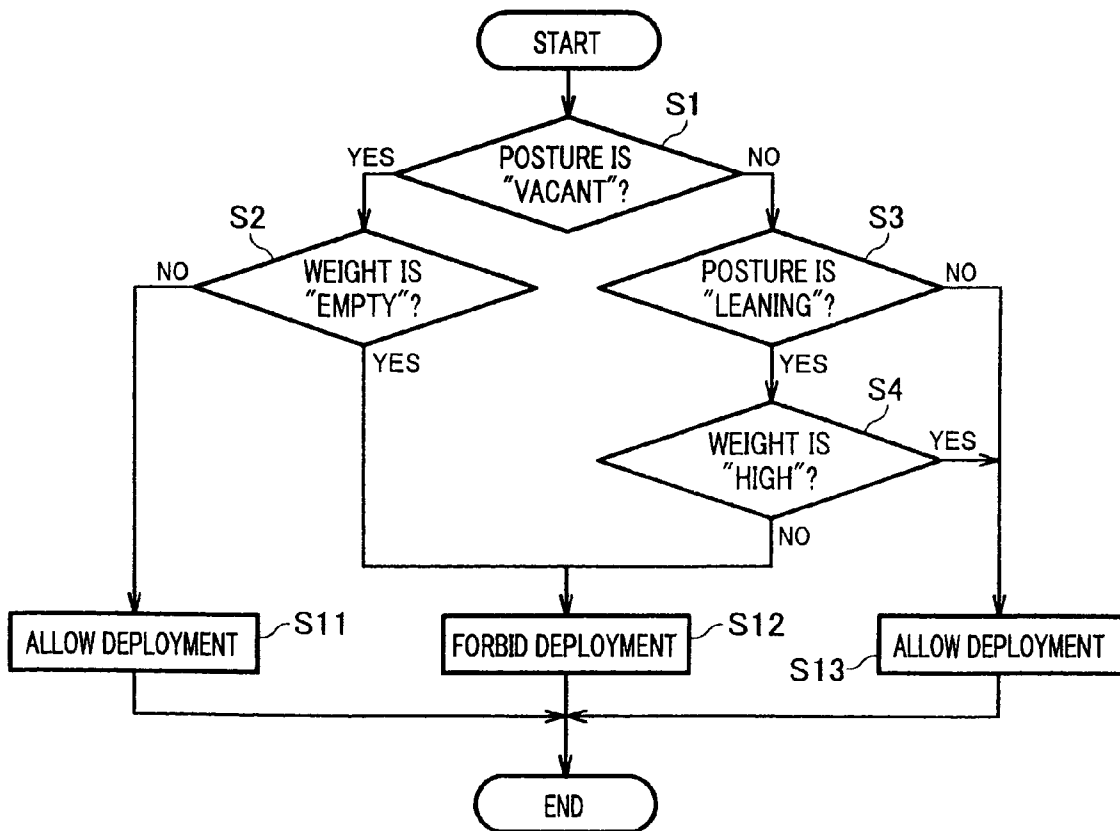 START
S1
YES
POSTURE IS
"VACANT"?
NO
S2
NO
WEIGHT IS
"EMPTY"?
YES
S3
POSTURE IS
"LEANING"?
NO
YES
S4
WEIGHT IS
"HIGH"?
YES
NO
ALLOW DEPLOYMENT
S11
FORBID DEPLOYMENT
S12
ALLOW DEPLOYMENT
S13
END